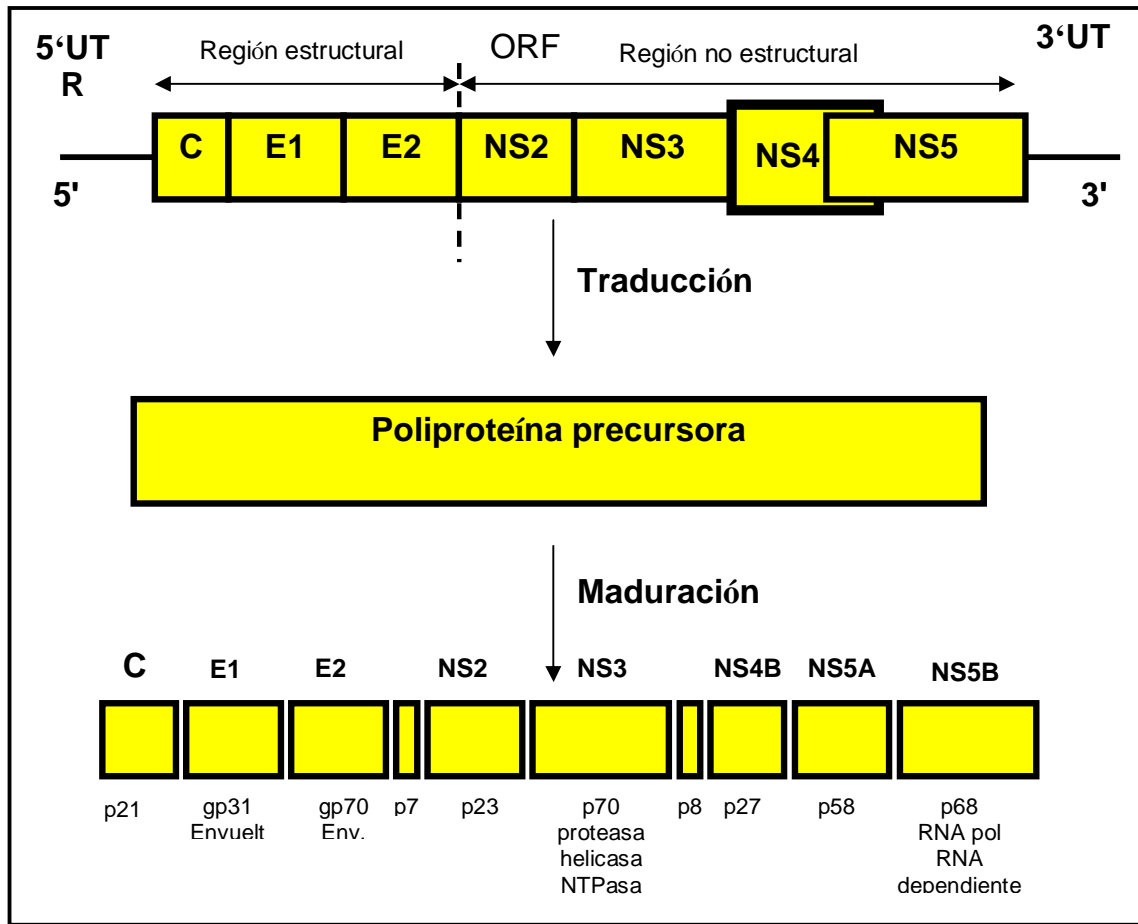 5‘UT
R
Región estructural
ORF
Región no estructural
3‘UT
C E1 E2 NS2 NS3 NS4 NS5
5' 3'
Traducción
Poliproteína precursora
Maduración
C E1 E2 NS2 NS3 NS4B NS5A NS5B
p21 gp31 gp70 p7 p23 p70 p8 p27 p58 p68
Envuelt Env. proteasa RNA pol
helicasa RNA
NTPasa dependiente